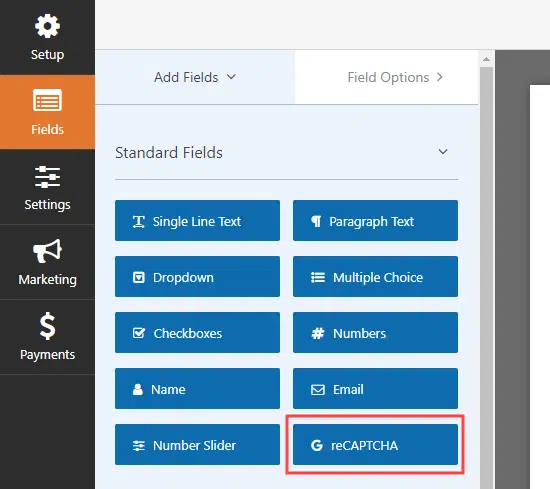 Setup
Fields
Settings
Marketing
Payments
Add Fields
Field Options
Standard Fields
Single Line Text
Paragraph Text
Dropdown
Multiple Choice
Checkboxes
Numbers
Name
Email
Number Slider
reCAPTCHA